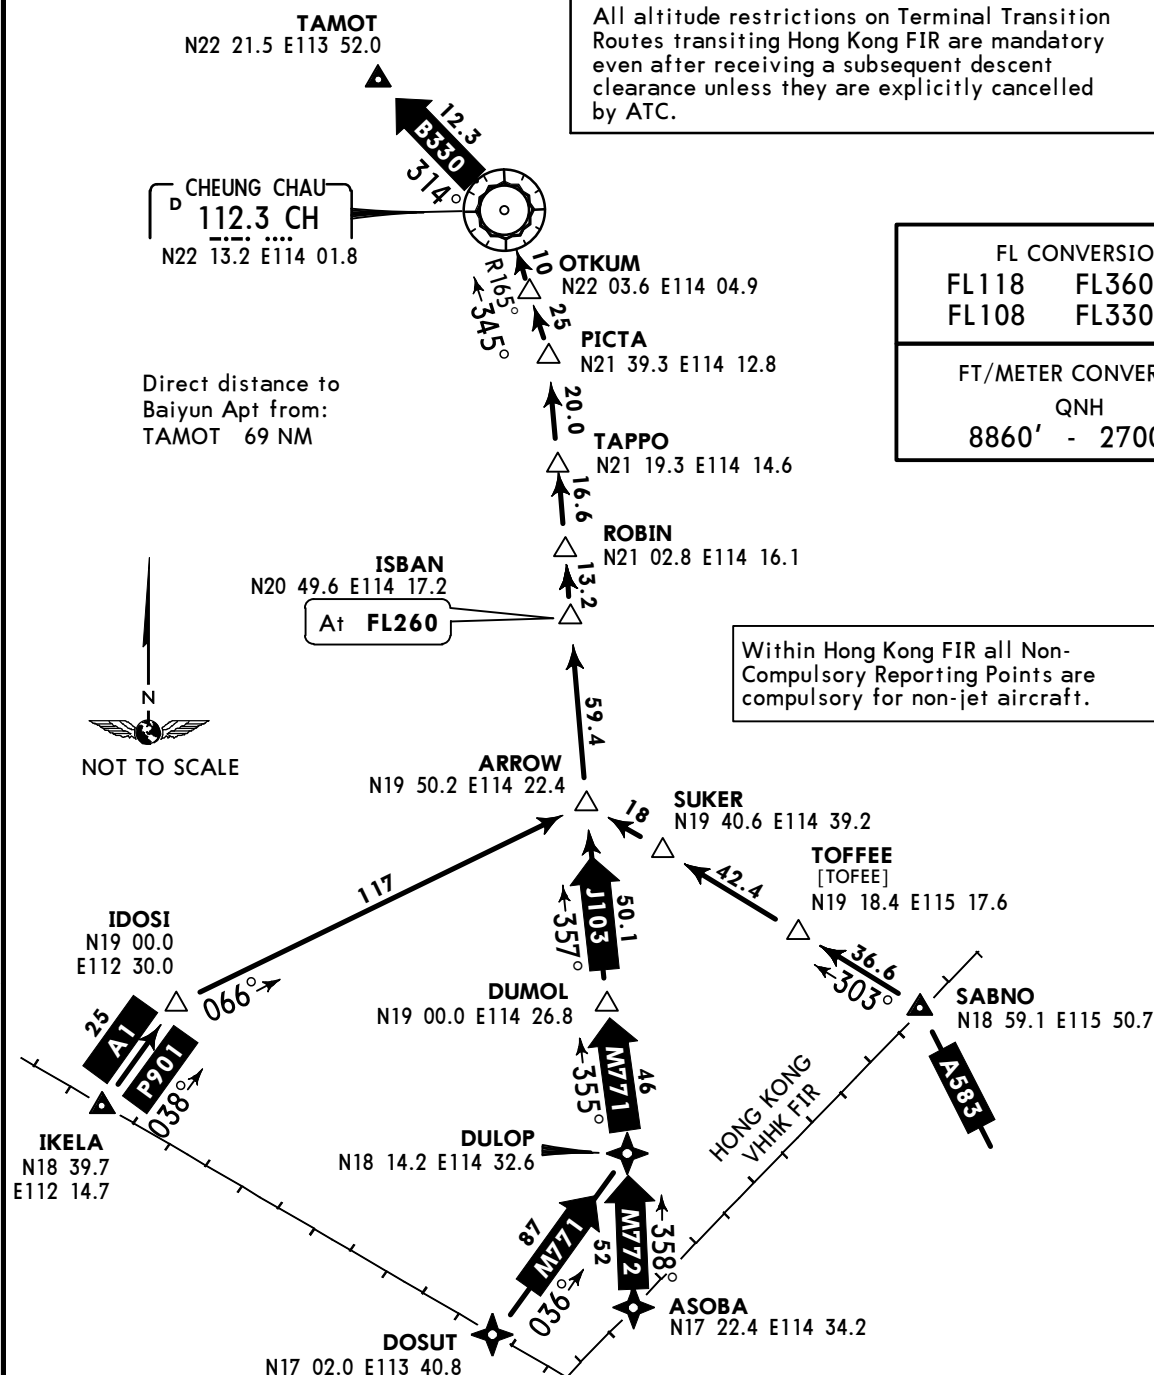 All altitude restrictions on Terminal Transition
Routes transiting Hong Kong FIR are mandatory
even after receiving a subsequent descent
clearance unless they are explicitly cancelled
by ATC.
TAMOT
N22 21.5 E113 52.0
12.3
B330
314°
CHEUNG CHAU
D 112.3 CH
N22 13.2 E114 01.8
10
R165°
345°
OTKUM
N22 03.6 E114 04.9
25
PICTA
N21 39.3 E114 12.8
FL CONVERSIO
FL118 FL360
FL108 FL330
FT/METER CONVER
QNH
8860' - 270
Direct distance to
Baiyun Apt from:
TAMOT 69 NM
20.0
TAPPO
N21 19.3 E114 14.6
16.6
ROBIN
N21 02.8 E114 16.1
13.2
ISBAN
N20 49.6 E114 17.2
At FL260
Within Hong Kong FIR all Non-
Compulsory Reporting Points are
compulsory for non-jet aircraft.
N
NOT TO SCALE
59.4
ARROW
N19 50.2 E114 22.4
18
SUKER
N19 40.6 E114 39.2
42.4
TOFFEE
[TOFEE]
N19 18.4 E115 17.6
36.6
303°
SABNO
N18 59.1 E115 50.7
A583
117
IDOSI
N19 00.0
E112 30.0
066°
25
A1
P901
038°
IKELA
N18 39.7
E112 14.7
J103
50.1
357°
DUMOL
N19 00.0 E114 26.8
M771
46
355°
DULOP
N18 14.2 E114 32.6
HONG KONG
VHHK FIR
87
M771
036°
52
M772
358°
ASOBA
N17 22.4 E114 34.2
DOSUT
N17 02.0 E113 40.8